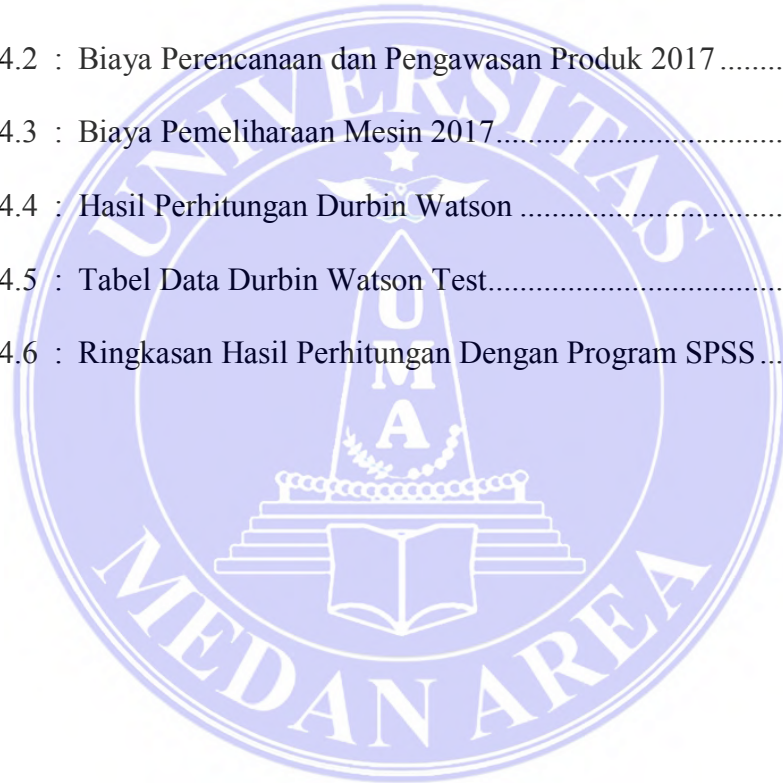 4.2 : Biaya Perencanaan dan Pengawasan Produk 2017 ........
4.3 : Biaya Pemeliharaan Mesin 2017...................................
4.4 : Hasil Perhitungan Durbin Watson ................................
4.5 : Tabel Data Durbin Watson Test....................................
4.6 : Ringkasan Hasil Perhitungan Dengan Program SPSS ...
UNIVERSITAS
UMA
MEDAN AREA